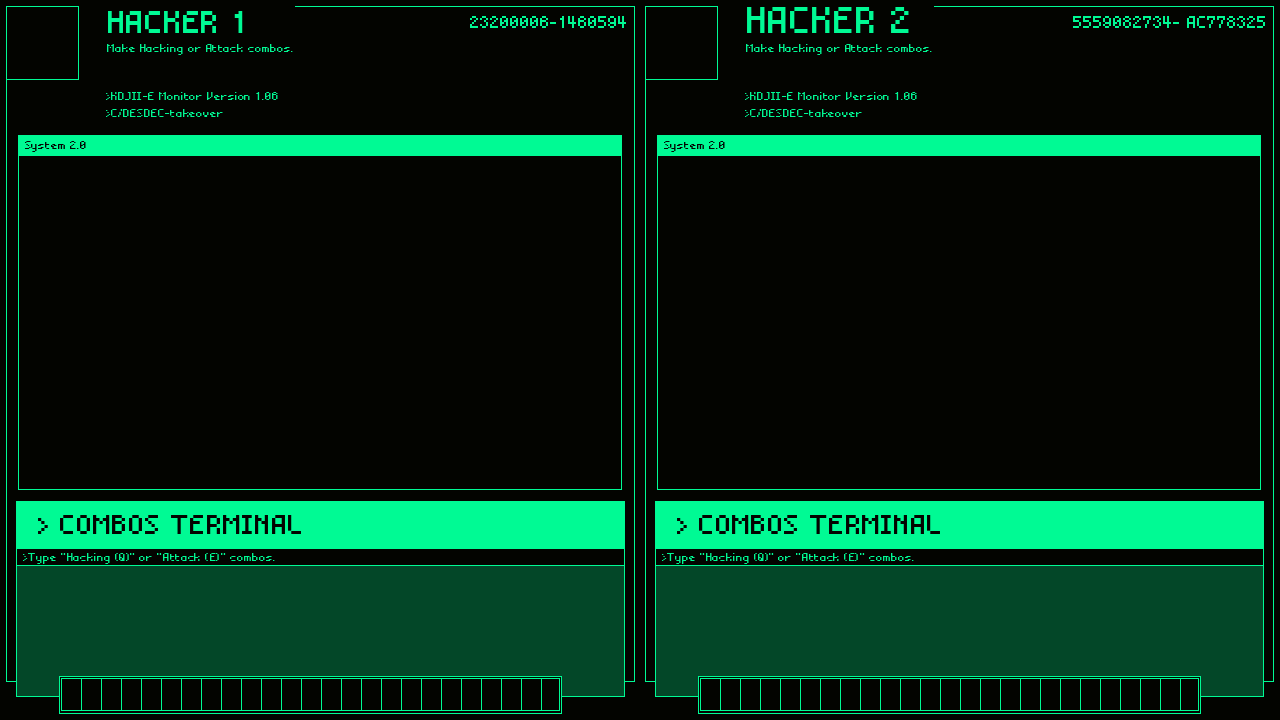 HACKER 1
23200006-1460594
Make Hacking or Attack combos.
>KDJII-E Monitor Version 1.06
>C/DESDEC-takeover
System 2.0
> COMBOS TERMINAL
>Type "Hacking (Q)" or "Attack (E)" combos.
HACKER 2
5559082734- AC778325
Make Hacking or Attack combos.
>KDJII-E Monitor Version 1.06
>C/DESDEC-takeover
System 2.0
> COMBOS TERMINAL
>Type "Hacking (Q)" or "Attack (E)" combos.